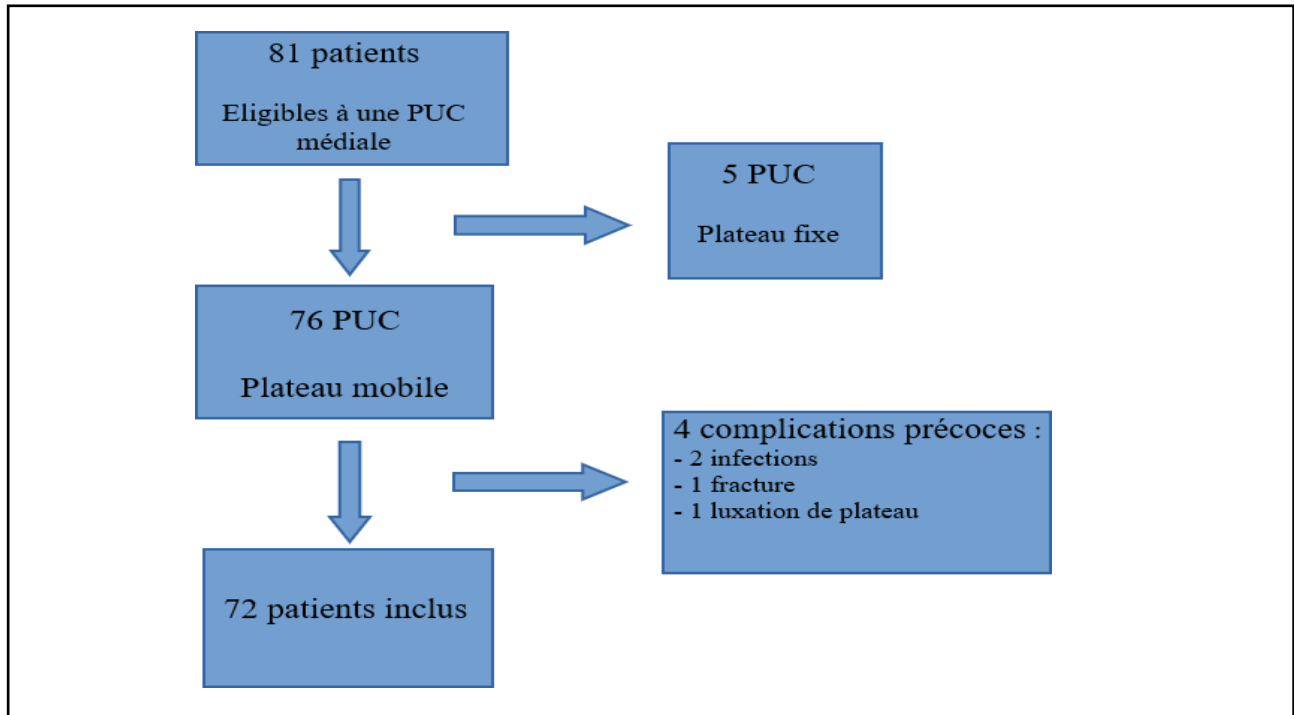 81 patients
Eligibles à une PUC
médiale
5 PUC
Plateau fixe
76 PUC
Plateau mobile
4 complications précoces :
- 2 infections
- 1 fracture
- 1 luxation de plateau
72 patients inclus